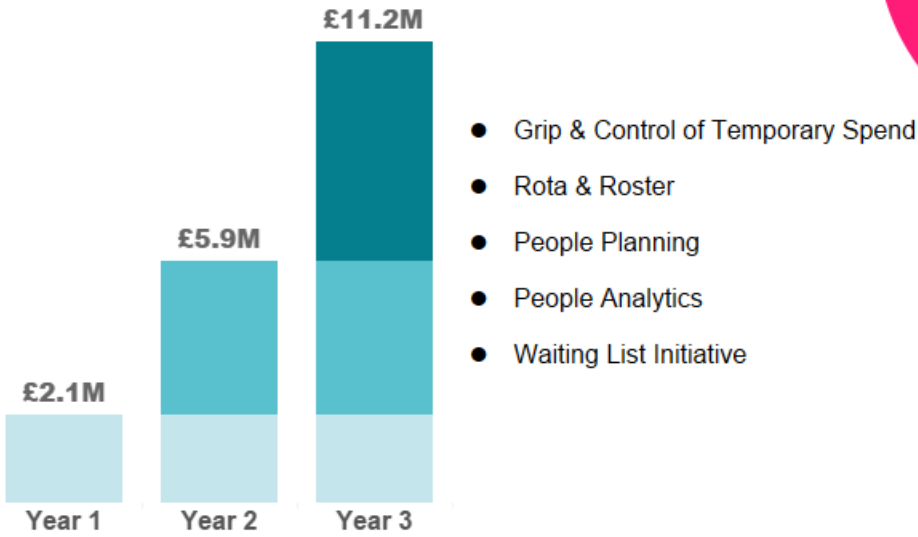 £11.2M
£5.9M
£2.1M
Year 1 Year 2 Year 3
● Grip & Control of Temporary Spend
● Rota & Roster
● People Planning
● People Analytics
● Waiting List Initiative